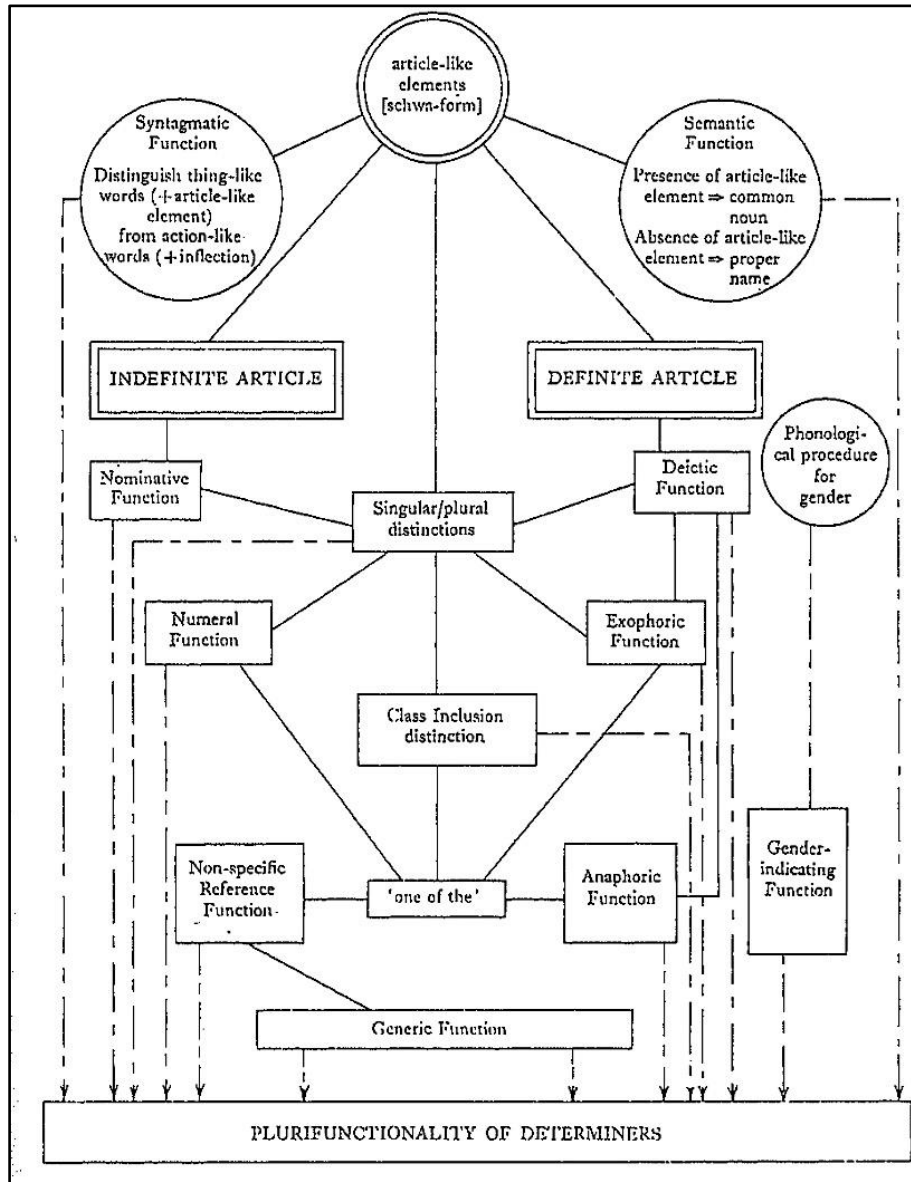 article-like
elements
[schwa-form]
Syntagmatic
Function
Distinguish thing-like
words (+article-like
element)
from action-like
words (+inflection)
Semantic
Function
Presence of article-like
element ⇒ common
noun
Absence of article-like
element ⇒ proper
name
INDEFINITE ARTICLE
DEFINITE ARTICLE
Phonologi-
cal procedure
for
gender
Nominative
Function
Deictic
Function
Singular/plural
distinctions
Numeral
Function
Exophoric
Function
Class Inclusion
distinction
Non-specific
Reference
Function
'one of the'
Anaphoric
Function
Gender-
indicating
Function
Generic Function
PLURIFUNCTIONALITY OF DETERMINERS